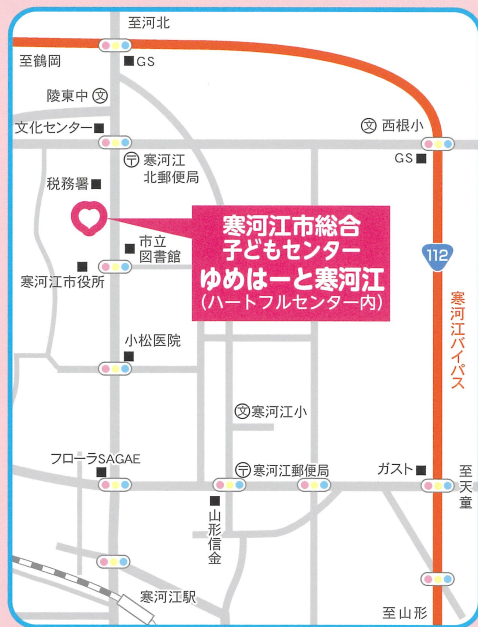 至河北
至鶴岡
GS
陵東中 文
文化センター
文 西根小
〒 寒河江
北郵便局
GS
税務署
寒河江市総合
子どもセンター
ゆめはーと寒河江
(ハートフルセンター内)
市立
図書館
112
寒河江市役所
寒河江バイパス
小松医院
文 寒河江小
フローラSAGAE
〒 寒河江郵便局
ガスト
至天童
山形信金
寒河江駅
至山形